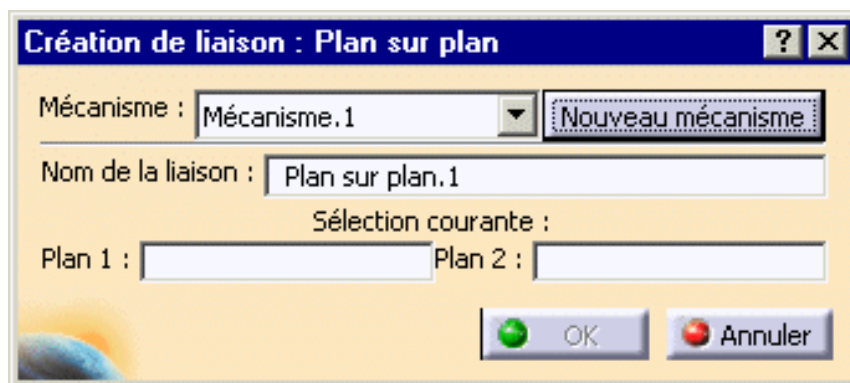 Création de liaison : Plan sur plan
Mécanisme : Mécanisme.1 Nouveau mécanisme
Nom de la liaison : Plan sur plan.1
Sélection courante :
Plan 1 : Plan 2 :
OK Annuler